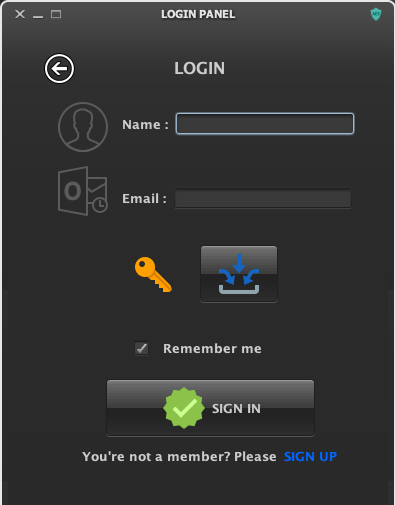 LOGIN PANEL
LOGIN
Name :
Email :
Remember me
SIGN IN
You're not a member? Please SIGN UP